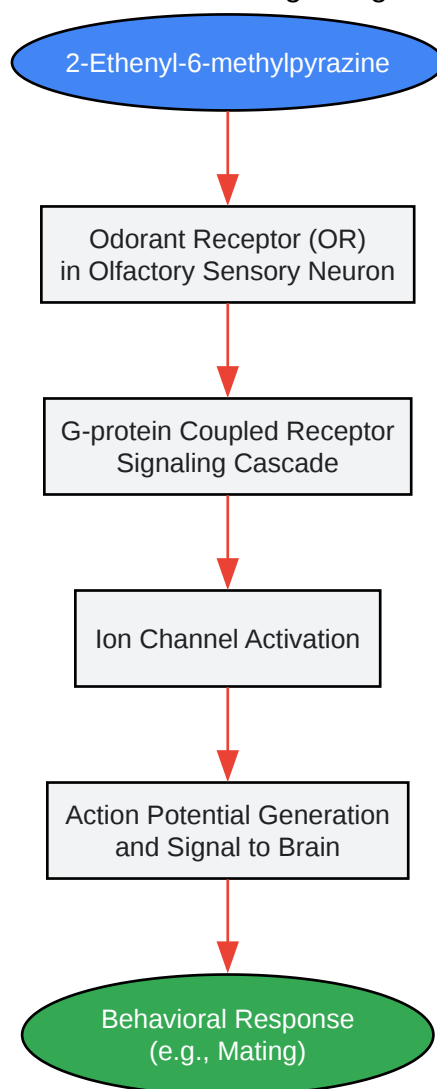 2-Ethenyl-6-methylpyrazine
Odorant Receptor (OR)
in Olfactory Sensory Neuron
G-protein Coupled Receptor
Signaling Cascade
Ion Channel Activation
Action Potential Generation
and Signal to Brain
Behavioral Response
(e.g., Mating)